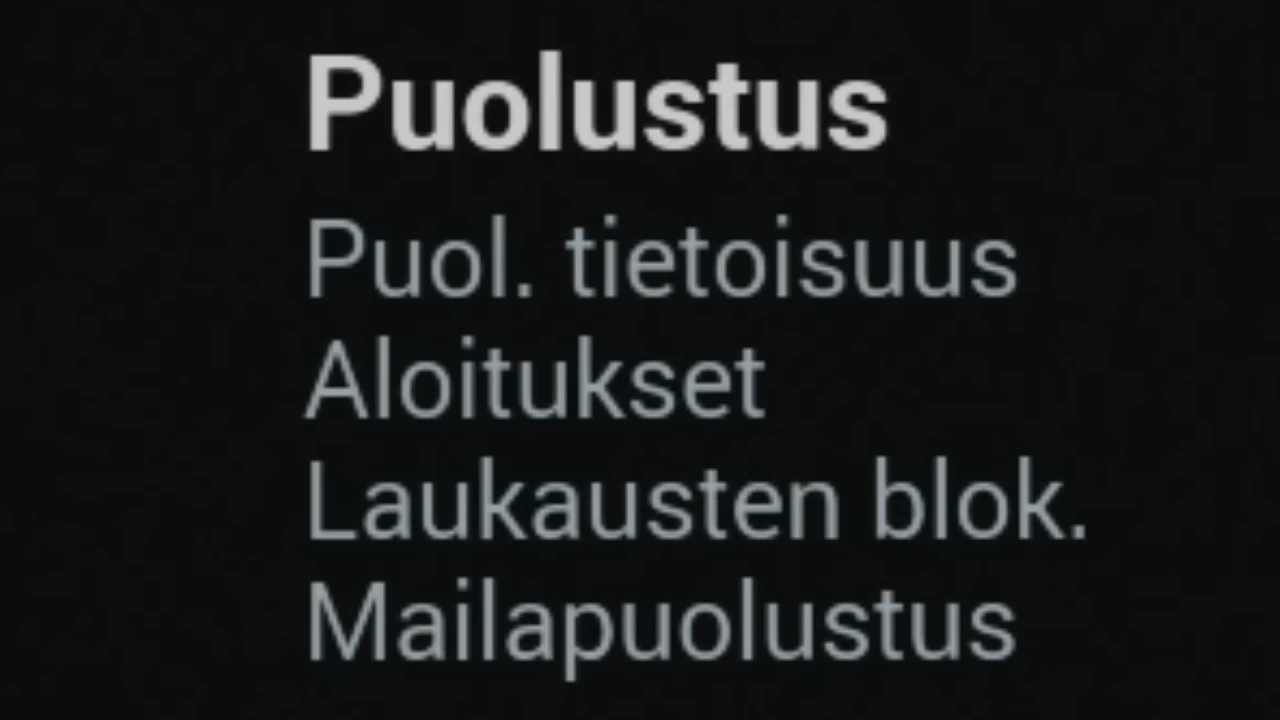 Puolustus
Puol. tietoisuus
Aloitukset
Laukausten blok.
Mailapuolustus